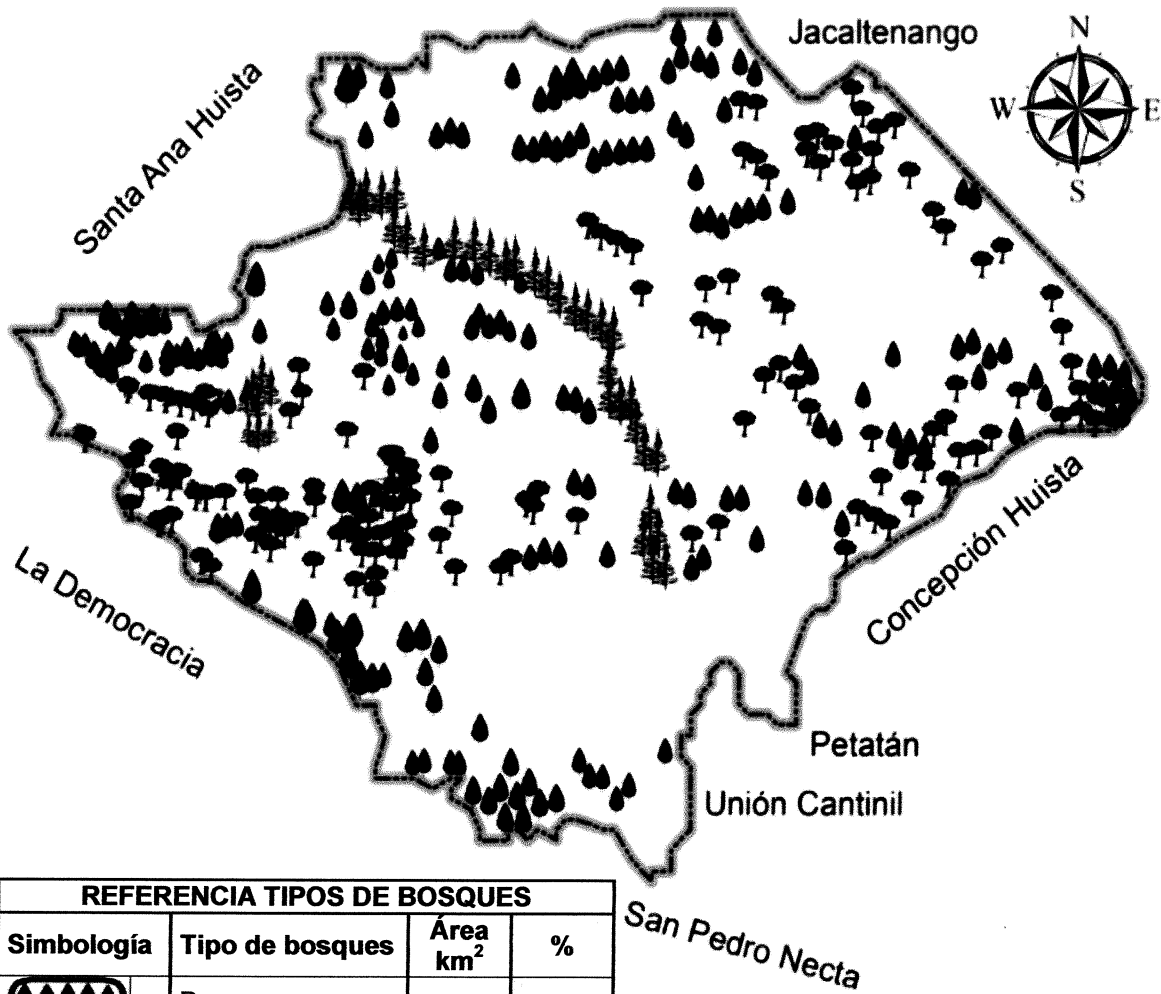 Jacaltenango
N
W
E
S
Santa Ana Huista
La Democracia
Concepción Huista
Petatán
Unión Cantinil
San Pedro Necta
REFERENCIA TIPOS DE BOSQUES
Simbología Tipo de bosques Área km² %